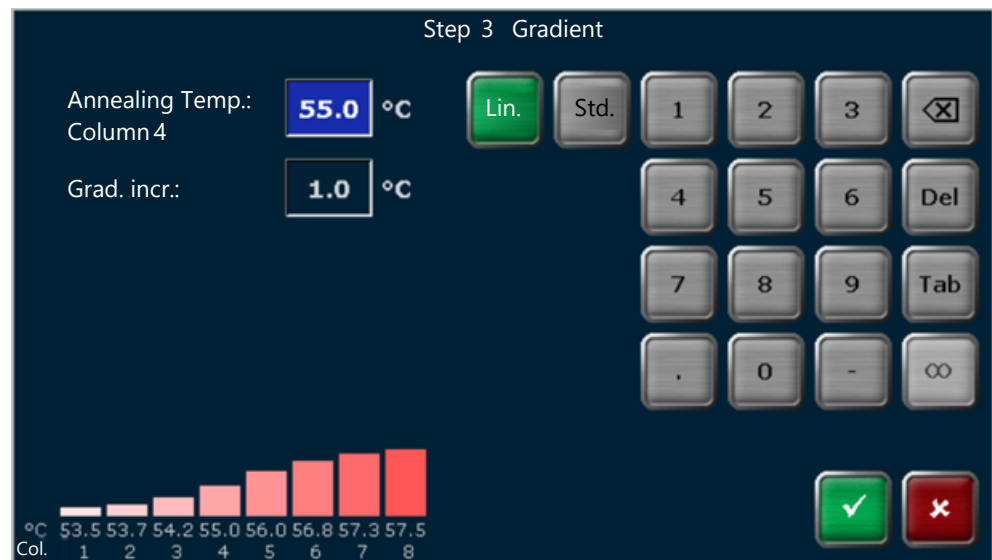 Step 3 Gradient
Annealing Temp.: 55.0 °C Lin. Std. 1 2 3
Column 4
Grad. incr.: 1.0 °C 4 5 6 Del
7 8 9 Tab
. 0 - ∞
°C 53.5 53.7 54.2 55.0 56.0 56.8 57.3 57.5
Col. 1 2 3 4 5 6 7 8